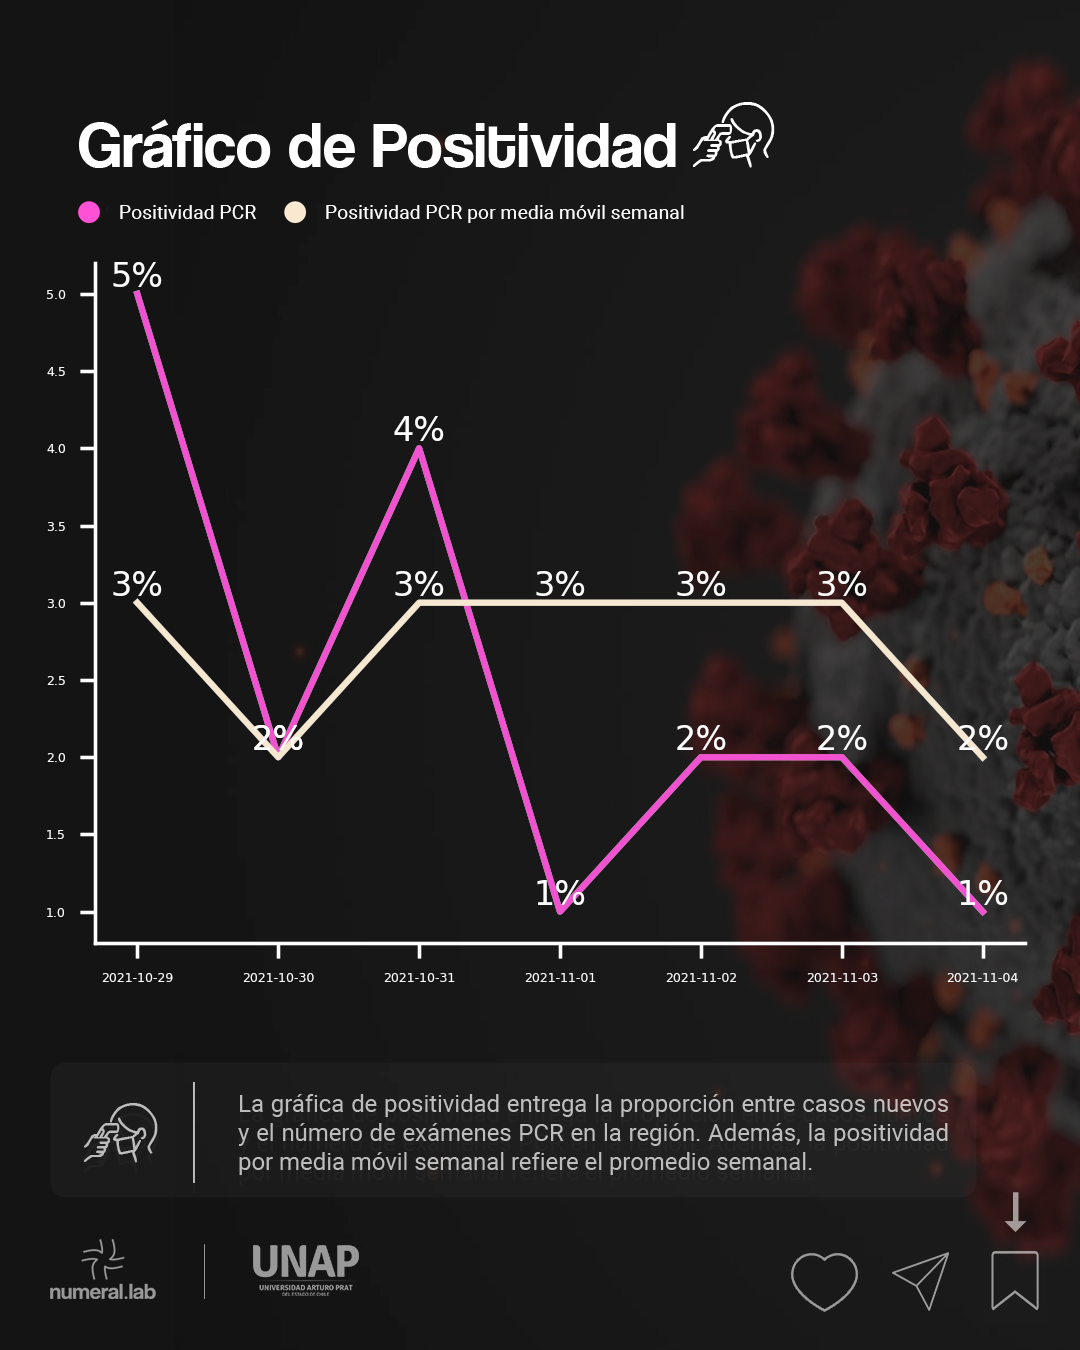 Gráfico de Positividad
Positividad PCR
Positividad PCR por media móvil semanal
5.0
4.5
4.0
3.5
3.0
2.5
2.0
1.5
1.0
5%
4%
3%
3%
3%
3%
3%
2%
2%
2%
2%
1%
1%
2021-10-29
2021-10-30
2021-10-31
2021-11-01
2021-11-02
2021-11-03
2021-11-04
La gráfica de positividad entrega la proporción entre casos nuevos
y el número de exámenes PCR en la región. Además, la positividad
por media móvil semanal refiere el promedio semanal.
numeral.lab
UNAP
UNIVERSIDAD ARTURO PRAT
DEL ESTADO DE CHILE